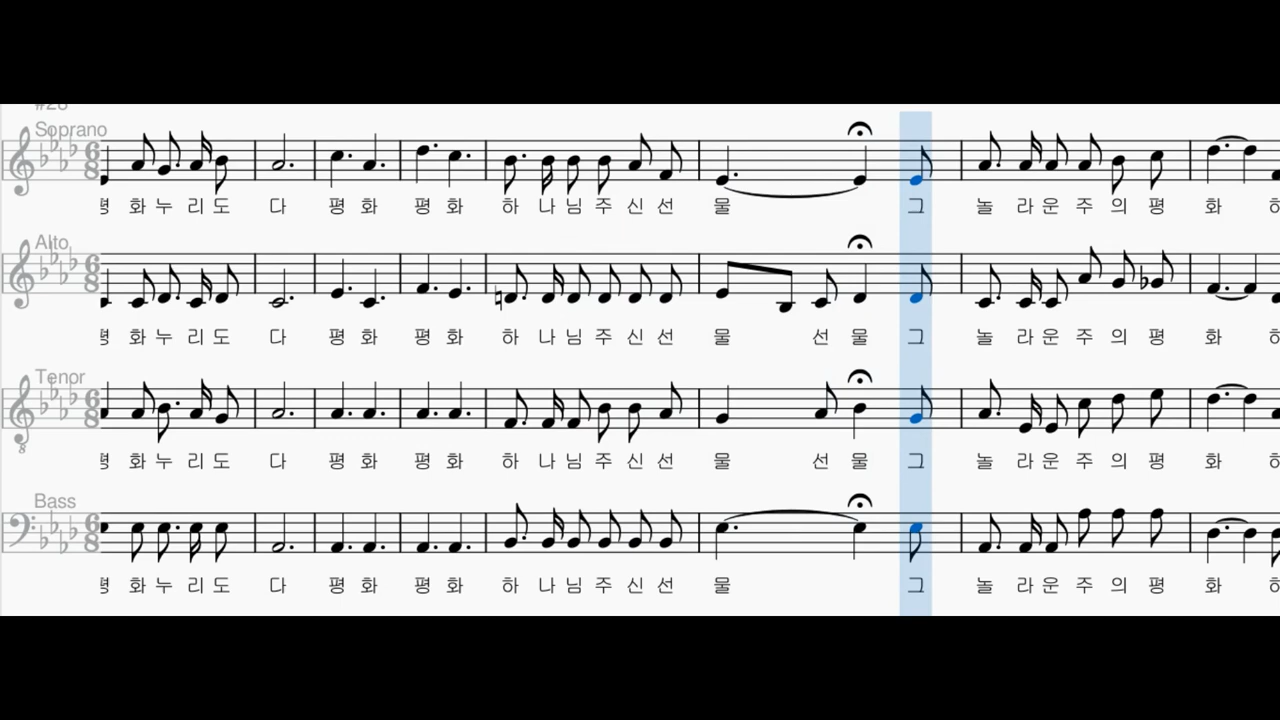 Soprano
화누리도 다 평화 평화 하나님주신선 물 그 놀라운주의평 화
Alto
화누리도 다 평화 평화 하나님주신선 물 선물 그 놀라운주의평 화
Tenor
화누리도 다 평화 평화 하나님주신선 물 선물 그 놀라운주의평 화
8
Bass
화누리도 다 평화 평화 하나님주신선 물 그 놀라운주의평 화